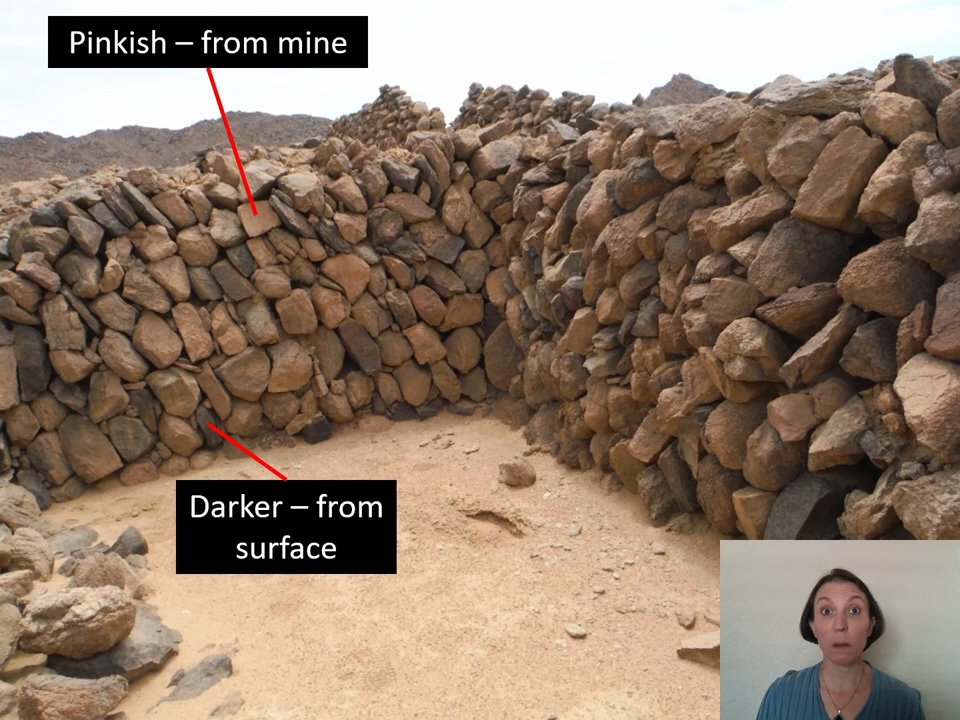 Pinkish – from mine
Darker – from
surface